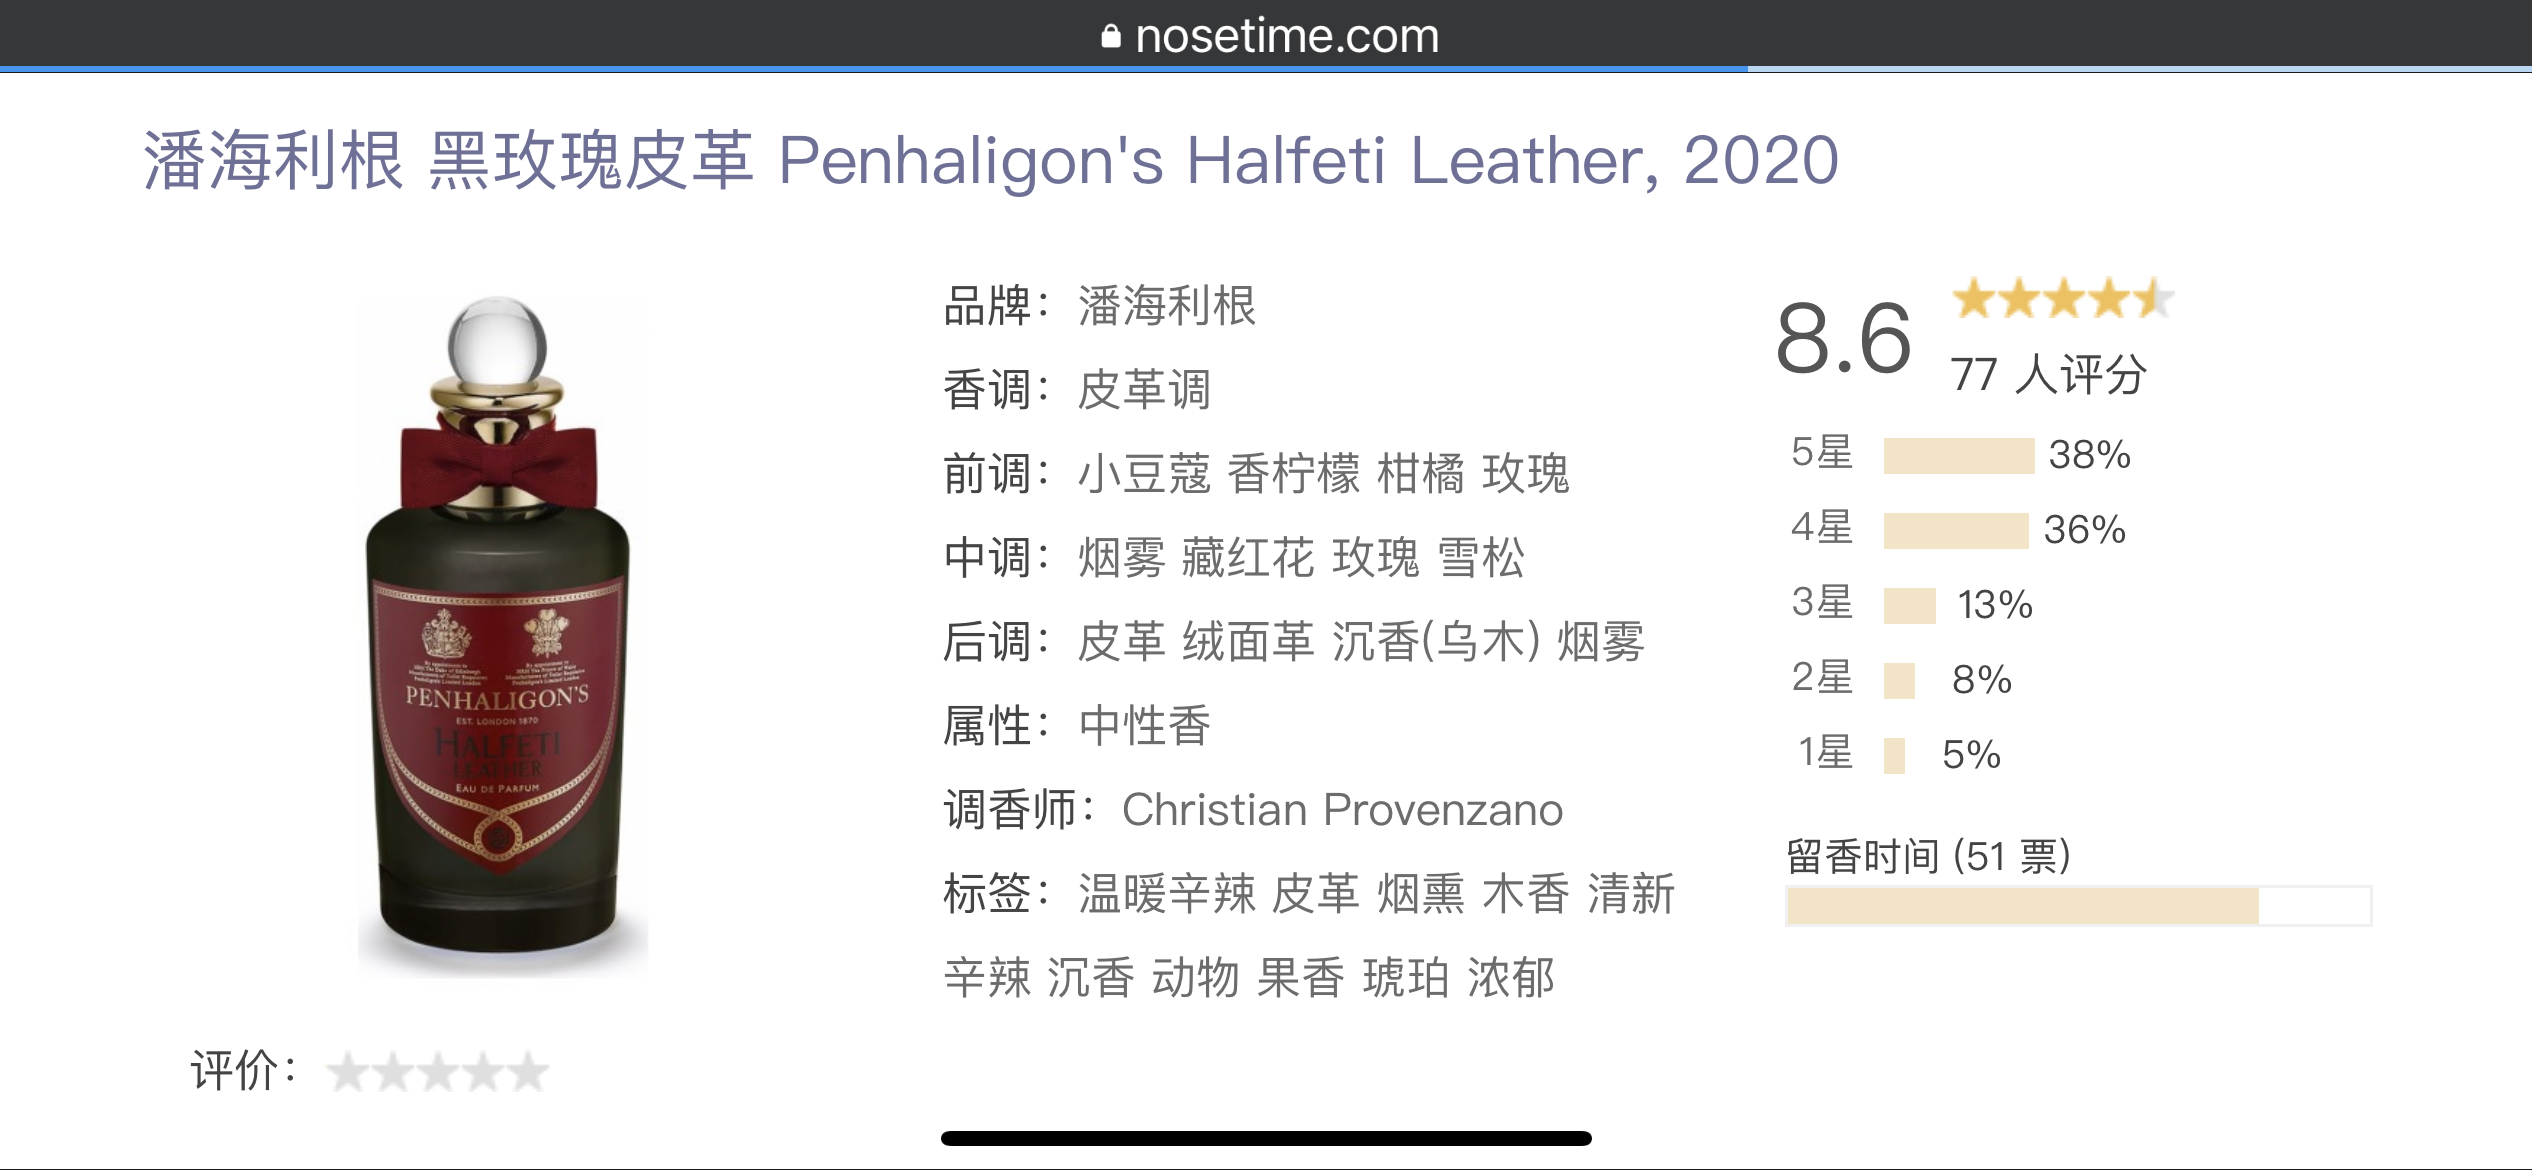 nosetime.com
潘海利根 黑玫瑰皮革 Penhaligon's Halfeti Leather, 2020
PENHALIGON'S
EST. LONDON 1870
HALFETI
LEATHER
EAU DE PARFUM
评价：
品牌：潘海利根
香调：皮革调
前调：小豆蔻 香柠檬 柑橘 玫瑰
中调：烟雾 藏红花 玫瑰 雪松
后调：皮革 绒面革 沉香(乌木) 烟雾
属性：中性香
调香师：Christian Provenzano
标签：温暖辛辣 皮革 烟熏 木香 清新
辛辣 沉香 动物 果香 琥珀 浓郁
8.6
77 人评分
5星 38%
4星 36%
3星 13%
2星 8%
1星 5%
留香时间 (51 票)